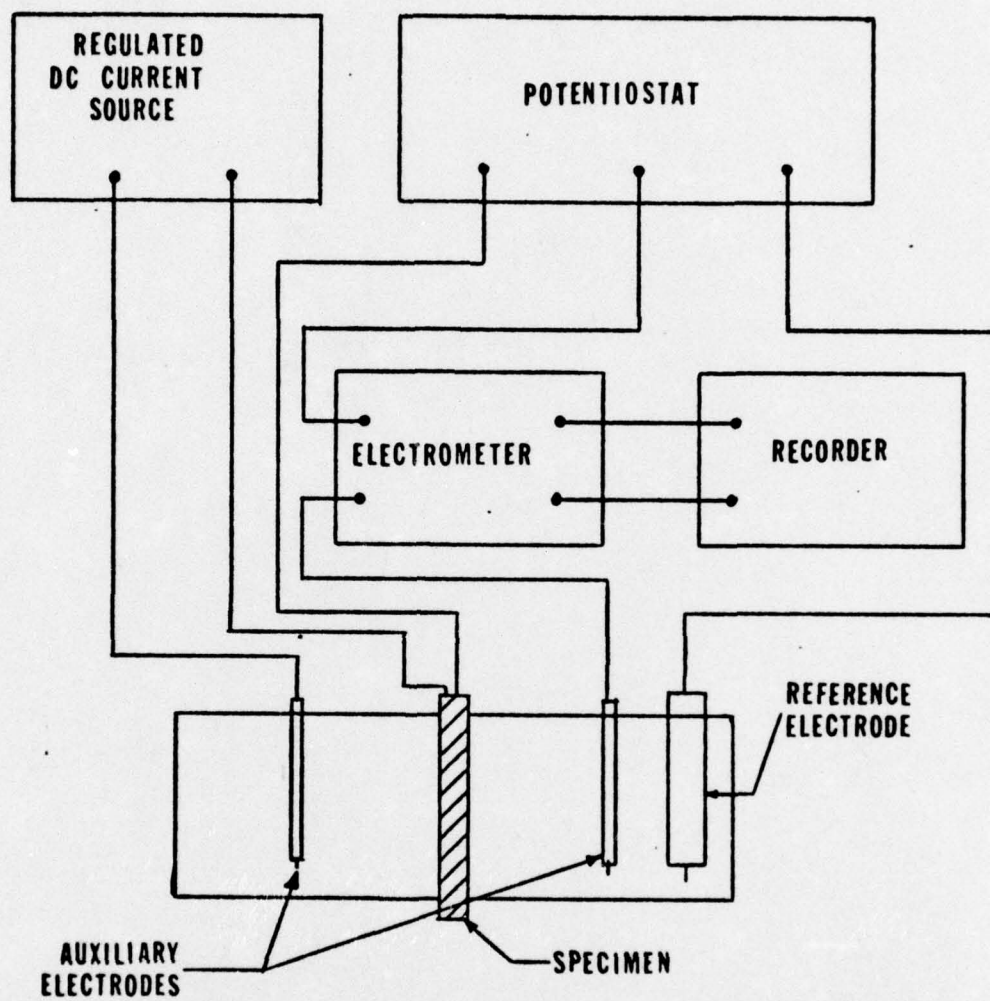 REGULATED
DC CURRENT
SOURCE
POTENTIOSTAT
ELECTROMETER
RECORDER
REFERENCE
ELECTRODE
AUXILIARY
ELECTRODES
SPECIMEN